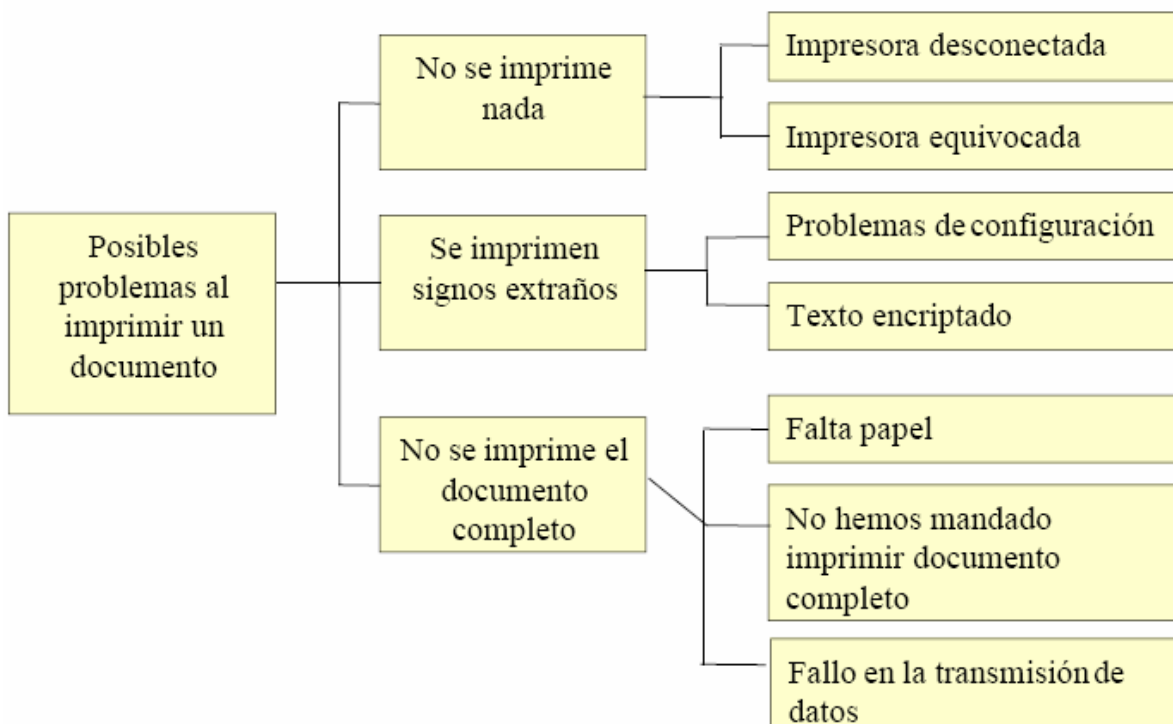 Posibles
problemas al
imprimir un
documento
No se imprime
nada
Impresora desconectada
Impresora equivocada
Se imprimen
signos extraños
Problemas de configuración
Texto encriptado
No se imprime el
documento
completo
Falta papel
No hemos mandado
imprimir documento
completo
Fallo en la transmisión de
datos